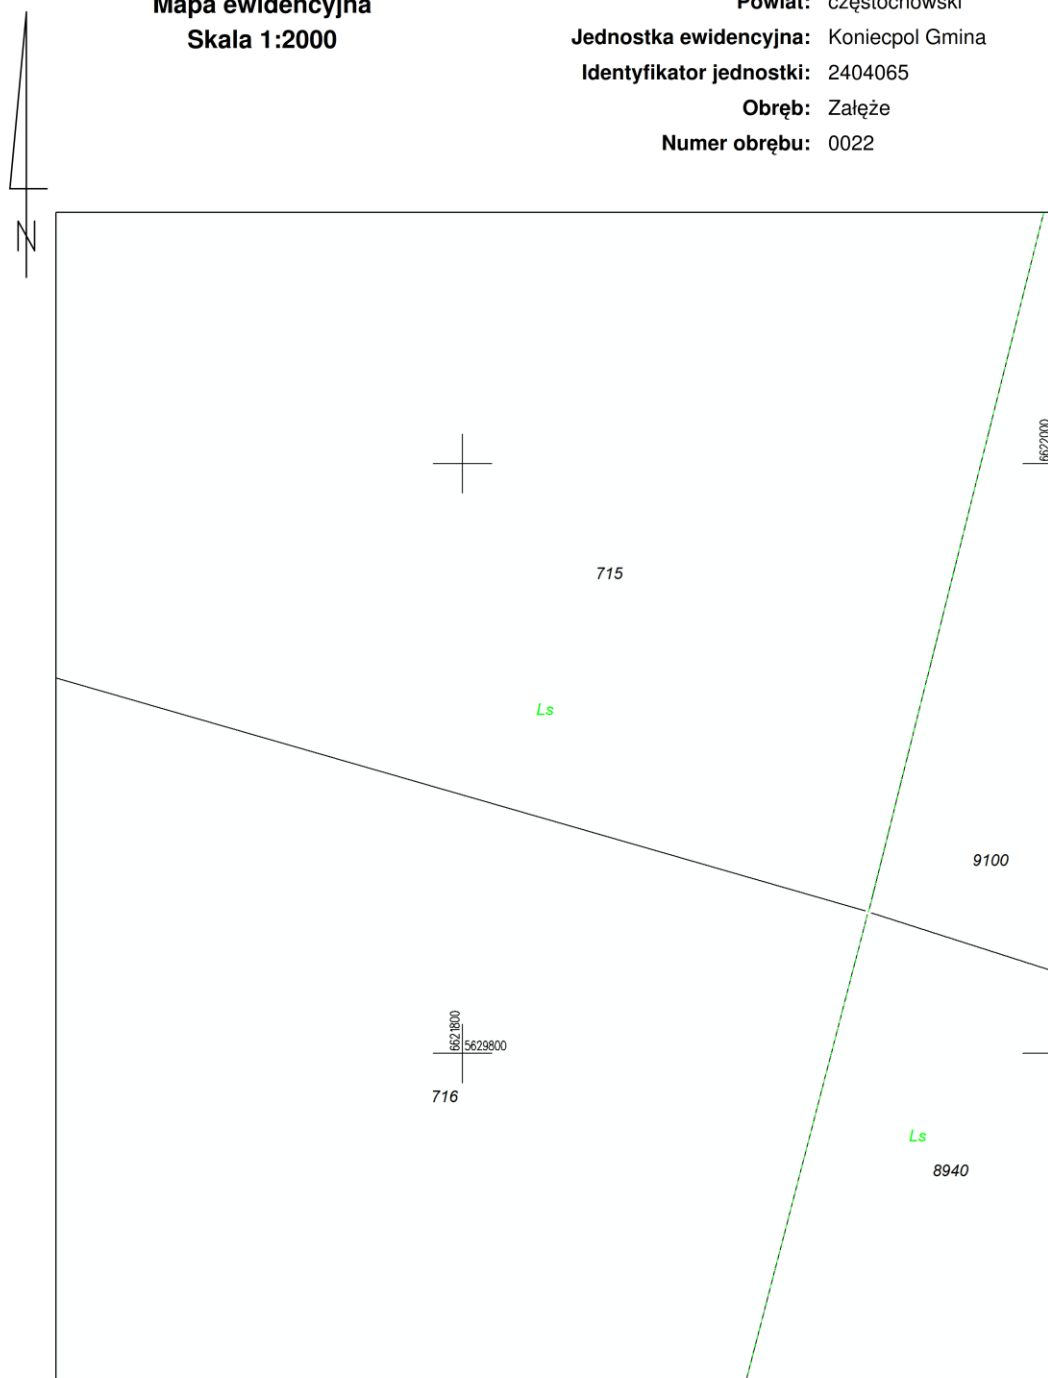 Mapa ewidencyjna
Skala 1:2000
Powiat: częstochowski
Jednostka ewidencyjna: Koniecpol Gmina
Identyfikator jednostki: 2404065
Obręb: Załęże
Numer obrębu: 0022
N
6622000
715
Ls
9100
6621800
5629800
716
Ls
8940